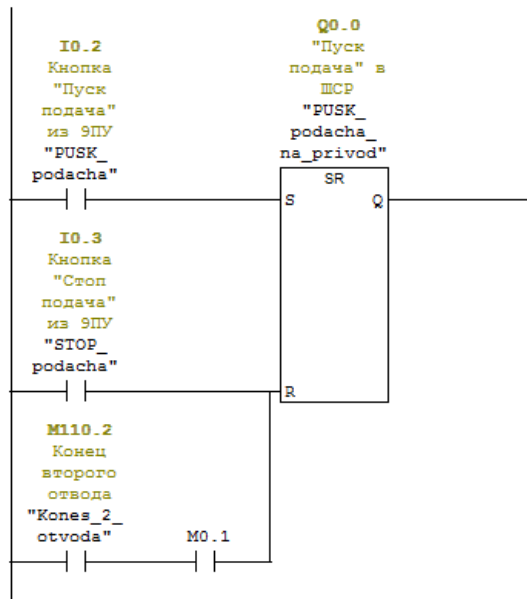 I0.2
Кнопка
"Пуск
подача"
из 9ПУ
"PUSK_
podacha"
Q0.0
"Пуск
подача" в
ШСР
"PUSK_
podacha_
na_privod"
SR
S
Q
I0.3
Кнопка
"Стоп
подача"
из 9ПУ
"STOP_
podacha"
R
M110.2
Конец
второго
отвода
"Kones_2_
otvoda"
M0.1